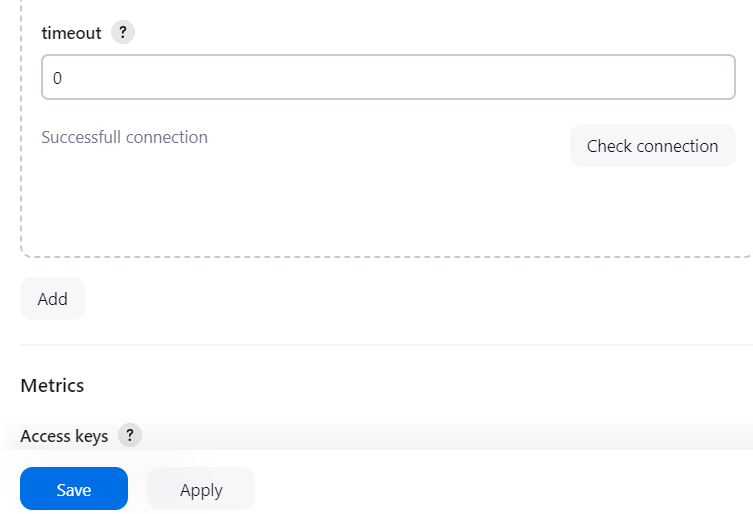 timeout ?
0
Successfull connection
Check connection
Add
Metrics
Access keys ?
Save Apply